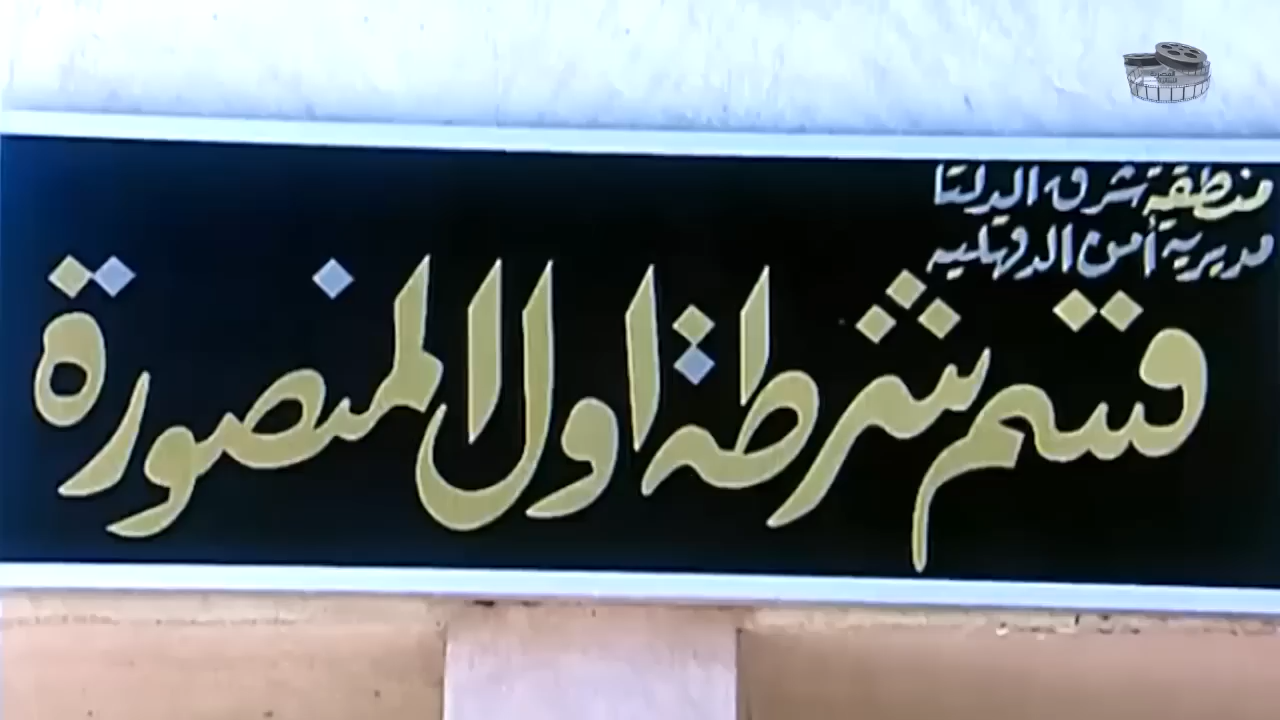 منطقة شرق الدلتا
مديرية أمن الدقهلية
قسم شرطة اول المنصورة